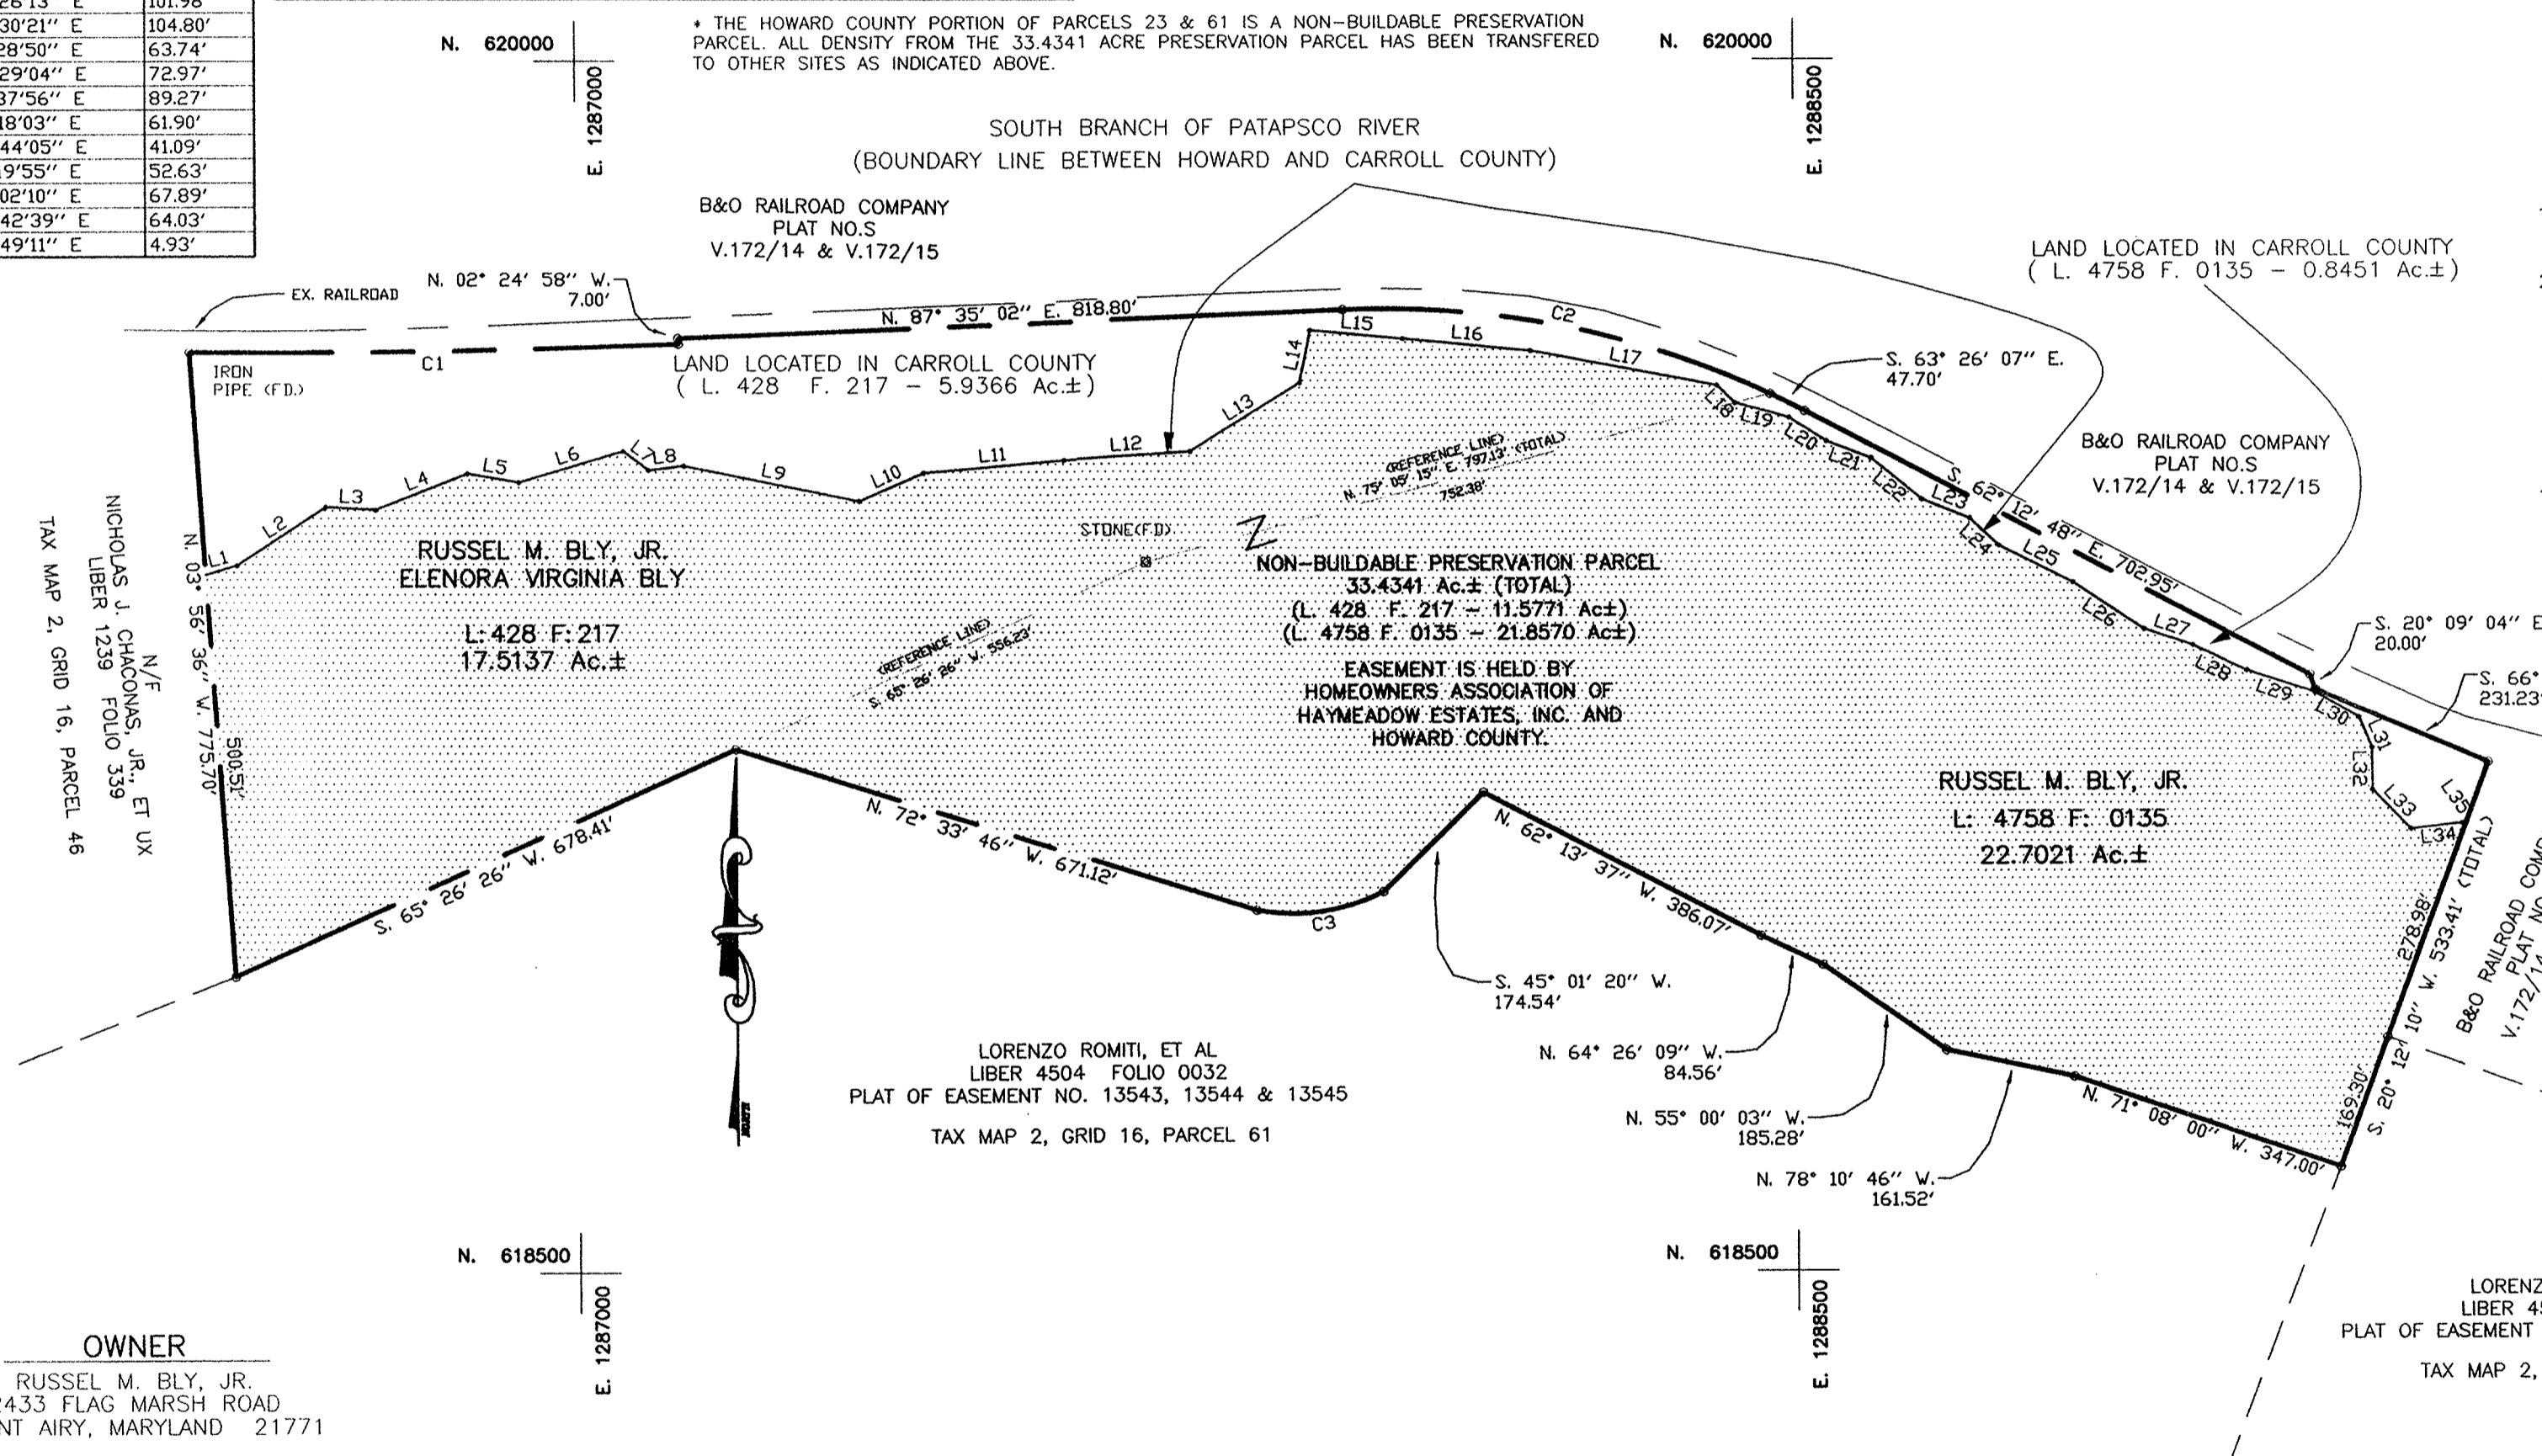 26'13" E 101.98'
30'21" E 104.80'
28'50" E 63.74'
29'04" E 72.97'
37'56" E 89.27'
18'03" E 61.90'
44'05" E 41.09'
19'55" E 52.63'
02'10" E 67.89'
42'39" E 64.03'
49'11" E 4.93'
* THE HOWARD COUNTY PORTION OF PARCELS 23 & 61 IS A NON-BUILDABLE PRESERVATION
PARCEL. ALL DENSITY FROM THE 33.4341 ACRE PRESERVATION PARCEL HAS BEEN TRANSFERED
TO OTHER SITES AS INDICATED ABOVE.
N. 620000
E. 1287000
N. 620000
E. 1288500
SOUTH BRANCH OF PATAPSCO RIVER
(BOUNDARY LINE BETWEEN HOWARD AND CARROLL COUNTY)
B&O RAILROAD COMPANY
PLAT NO.S
V.172/14 & V.172/15
LAND LOCATED IN CARROLL COUNTY
( L. 4758 F. 0135 - 0.8451 Ac.±)
EX. RAILROAD
N. 02° 24' 58" W.
7.00'
N. 87° 35' 02" E. 818.80'
C1
C2
IRON
PIPE (FD.)
LAND LOCATED IN CARROLL COUNTY
( L. 428 F. 217 - 5.9366 Ac.±)
S. 63° 26' 07" E.
47.70'
B&O RAILROAD COMPANY
PLAT NO.S
V.172/14 & V.172/15
L1
L2
L3
L4
L5
L6
L7
L8
L9
L10
L11
L12
L13
L14
L15
L16
L17
L18
L19
L20
L21
L22
L23
L24
L25
L26
L27
L28
L29
L30
L31
L32
L33
L34
L35
S. 62° 12' 48" E. 702.95'
S. 20° 09' 04" E
20.00'
S. 66°
231.23'
(REFERENCE LINE)
N. 75° 05' 15" E. 797.13' (TOTAL)
752.38'
STONE(F.D)
(REFERENCE LINE)
S. 65° 26' 26" W. 556.23'
RUSSEL M. BLY, JR.
ELENORA VIRGINIA BLY
L: 428 F: 217
17.5137 Ac.±
NON-BUILDABLE PRESERVATION PARCEL
33.4341 Ac.± (TOTAL)
(L. 428 F. 217 - 11.5771 Ac±)
(L. 4758 F. 0135 - 21.8570 Ac±)
EASEMENT IS HELD BY
HOMEOWNERS ASSOCIATION OF
HAYMEADOW ESTATES, INC. AND
HOWARD COUNTY.
RUSSEL M. BLY, JR.
L: 4758 F: 0135
22.7021 Ac.±
N/F
NICHOLAS J. CHACONAS, JR., ET UX
LIBER 1239 FOLIO 339
TAX MAP 2, GRID 16, PARCEL 46
N. 03° 56' 36" W. 775.70'
500.51'
S. 65° 26' 26" W. 678.41'
N. 72° 33' 46" W. 671.12'
C3
S. 45° 01' 20" W.
174.54'
N. 62° 13' 37" W. 386.07'
N. 64° 26' 09" W.
84.56'
N. 55° 00' 03" W.
185.28'
N. 78° 10' 46" W.
161.52'
N. 71° 08' 00" W. 347.00'
S. 20° 12' 10" W. 533.41' (TOTAL)
278.98'
169.30'
B&O RAILROAD COMP
PLAT NO
V.172/14
NORTH
LORENZO ROMITI, ET AL
LIBER 4504 FOLIO 0032
PLAT OF EASEMENT NO. 13543, 13544 & 13545
TAX MAP 2, GRID 16, PARCEL 61
N. 618500
E. 1287000
N. 618500
E. 1288500
LORENZ
LIBER 45
PLAT OF EASEMENT
TAX MAP 2,
OWNER
RUSSEL M. BLY, JR.
2433 FLAG MARSH ROAD
NT AIRY, MARYLAND 21771